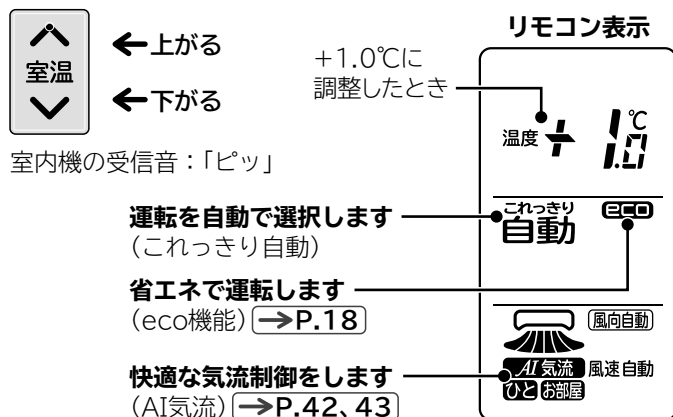 リモコン表示
室温
上がる
下がる
+1.0℃に
調整したとき
温度 + 1.0℃
室内機の受信音:「ピッ」
運転を自動で選択します
(これっきり自動)
これっきり
自動
eco
省エネで運転します
(eco機能)→P.18
風向自動
快適な気流制御をします
(AI気流)→P.42、43
AI気流 風速自動
ひと お部屋